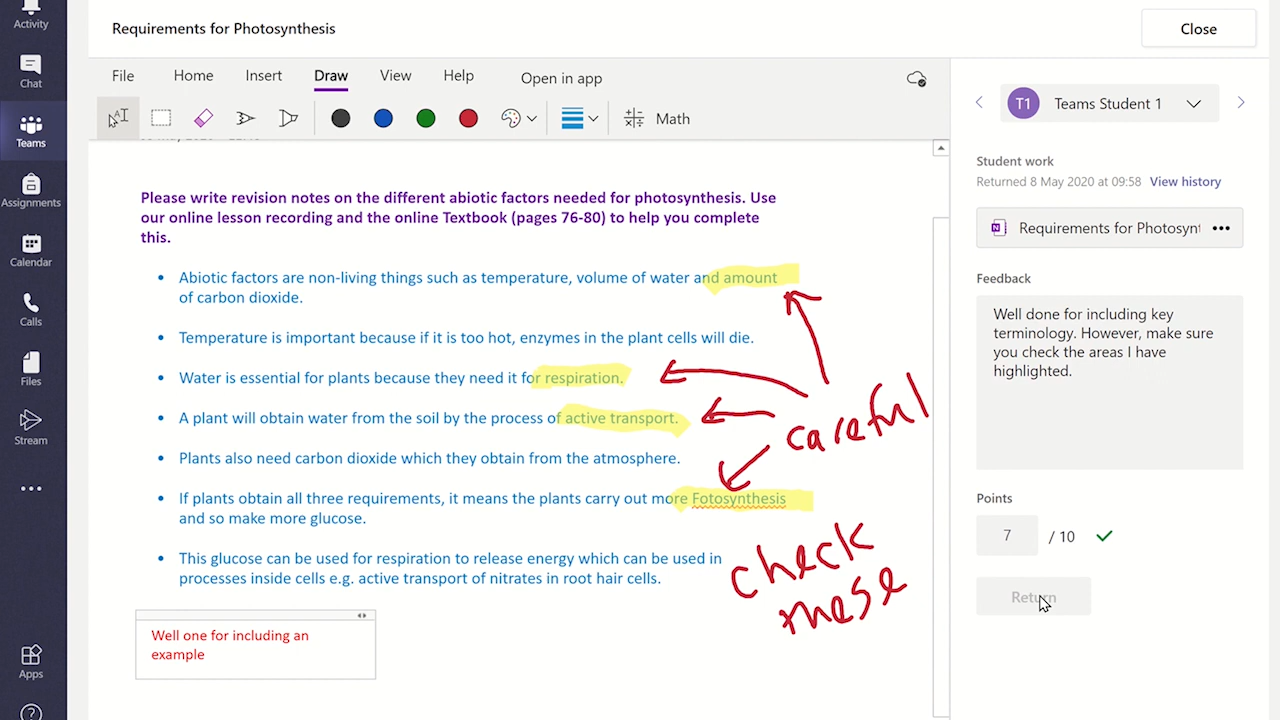 Activity
Chat
Teams
Assignments
Calendar
Calls
Files
Stream
Apps
Requirements for Photosynthesis
Close
File Home Insert Draw View Help Open in app
Math
Please write revision notes on the different abiotic factors needed for photosynthesis. Use
our online lesson recording and the online Textbook (pages 76-80) to help you complete
this.
• Abiotic factors are non-living things such as temperature, volume of water and amount
of carbon dioxide.
• Temperature is important because if it is too hot, enzymes in the plant cells will die.
• Water is essential for plants because they need it for respiration.
• A plant will obtain water from the soil by the process of active transport.
• Plants also need carbon dioxide which they obtain from the atmosphere.
• If plants obtain all three requirements, it means the plants carry out more Fotosynthesis
and so make more glucose.
• This glucose can be used for respiration to release energy which can be used in
processes inside cells e.g. active transport of nitrates in root hair cells.
careful
check
these
Well one for including an
example
T1 Teams Student 1
Student work
Returned 8 May 2020 at 09:58 View history
Requirements for Photosynt
Feedback
Well done for including key
terminology. However, make sure
you check the areas I have
highlighted.
Points
7 / 10
Return